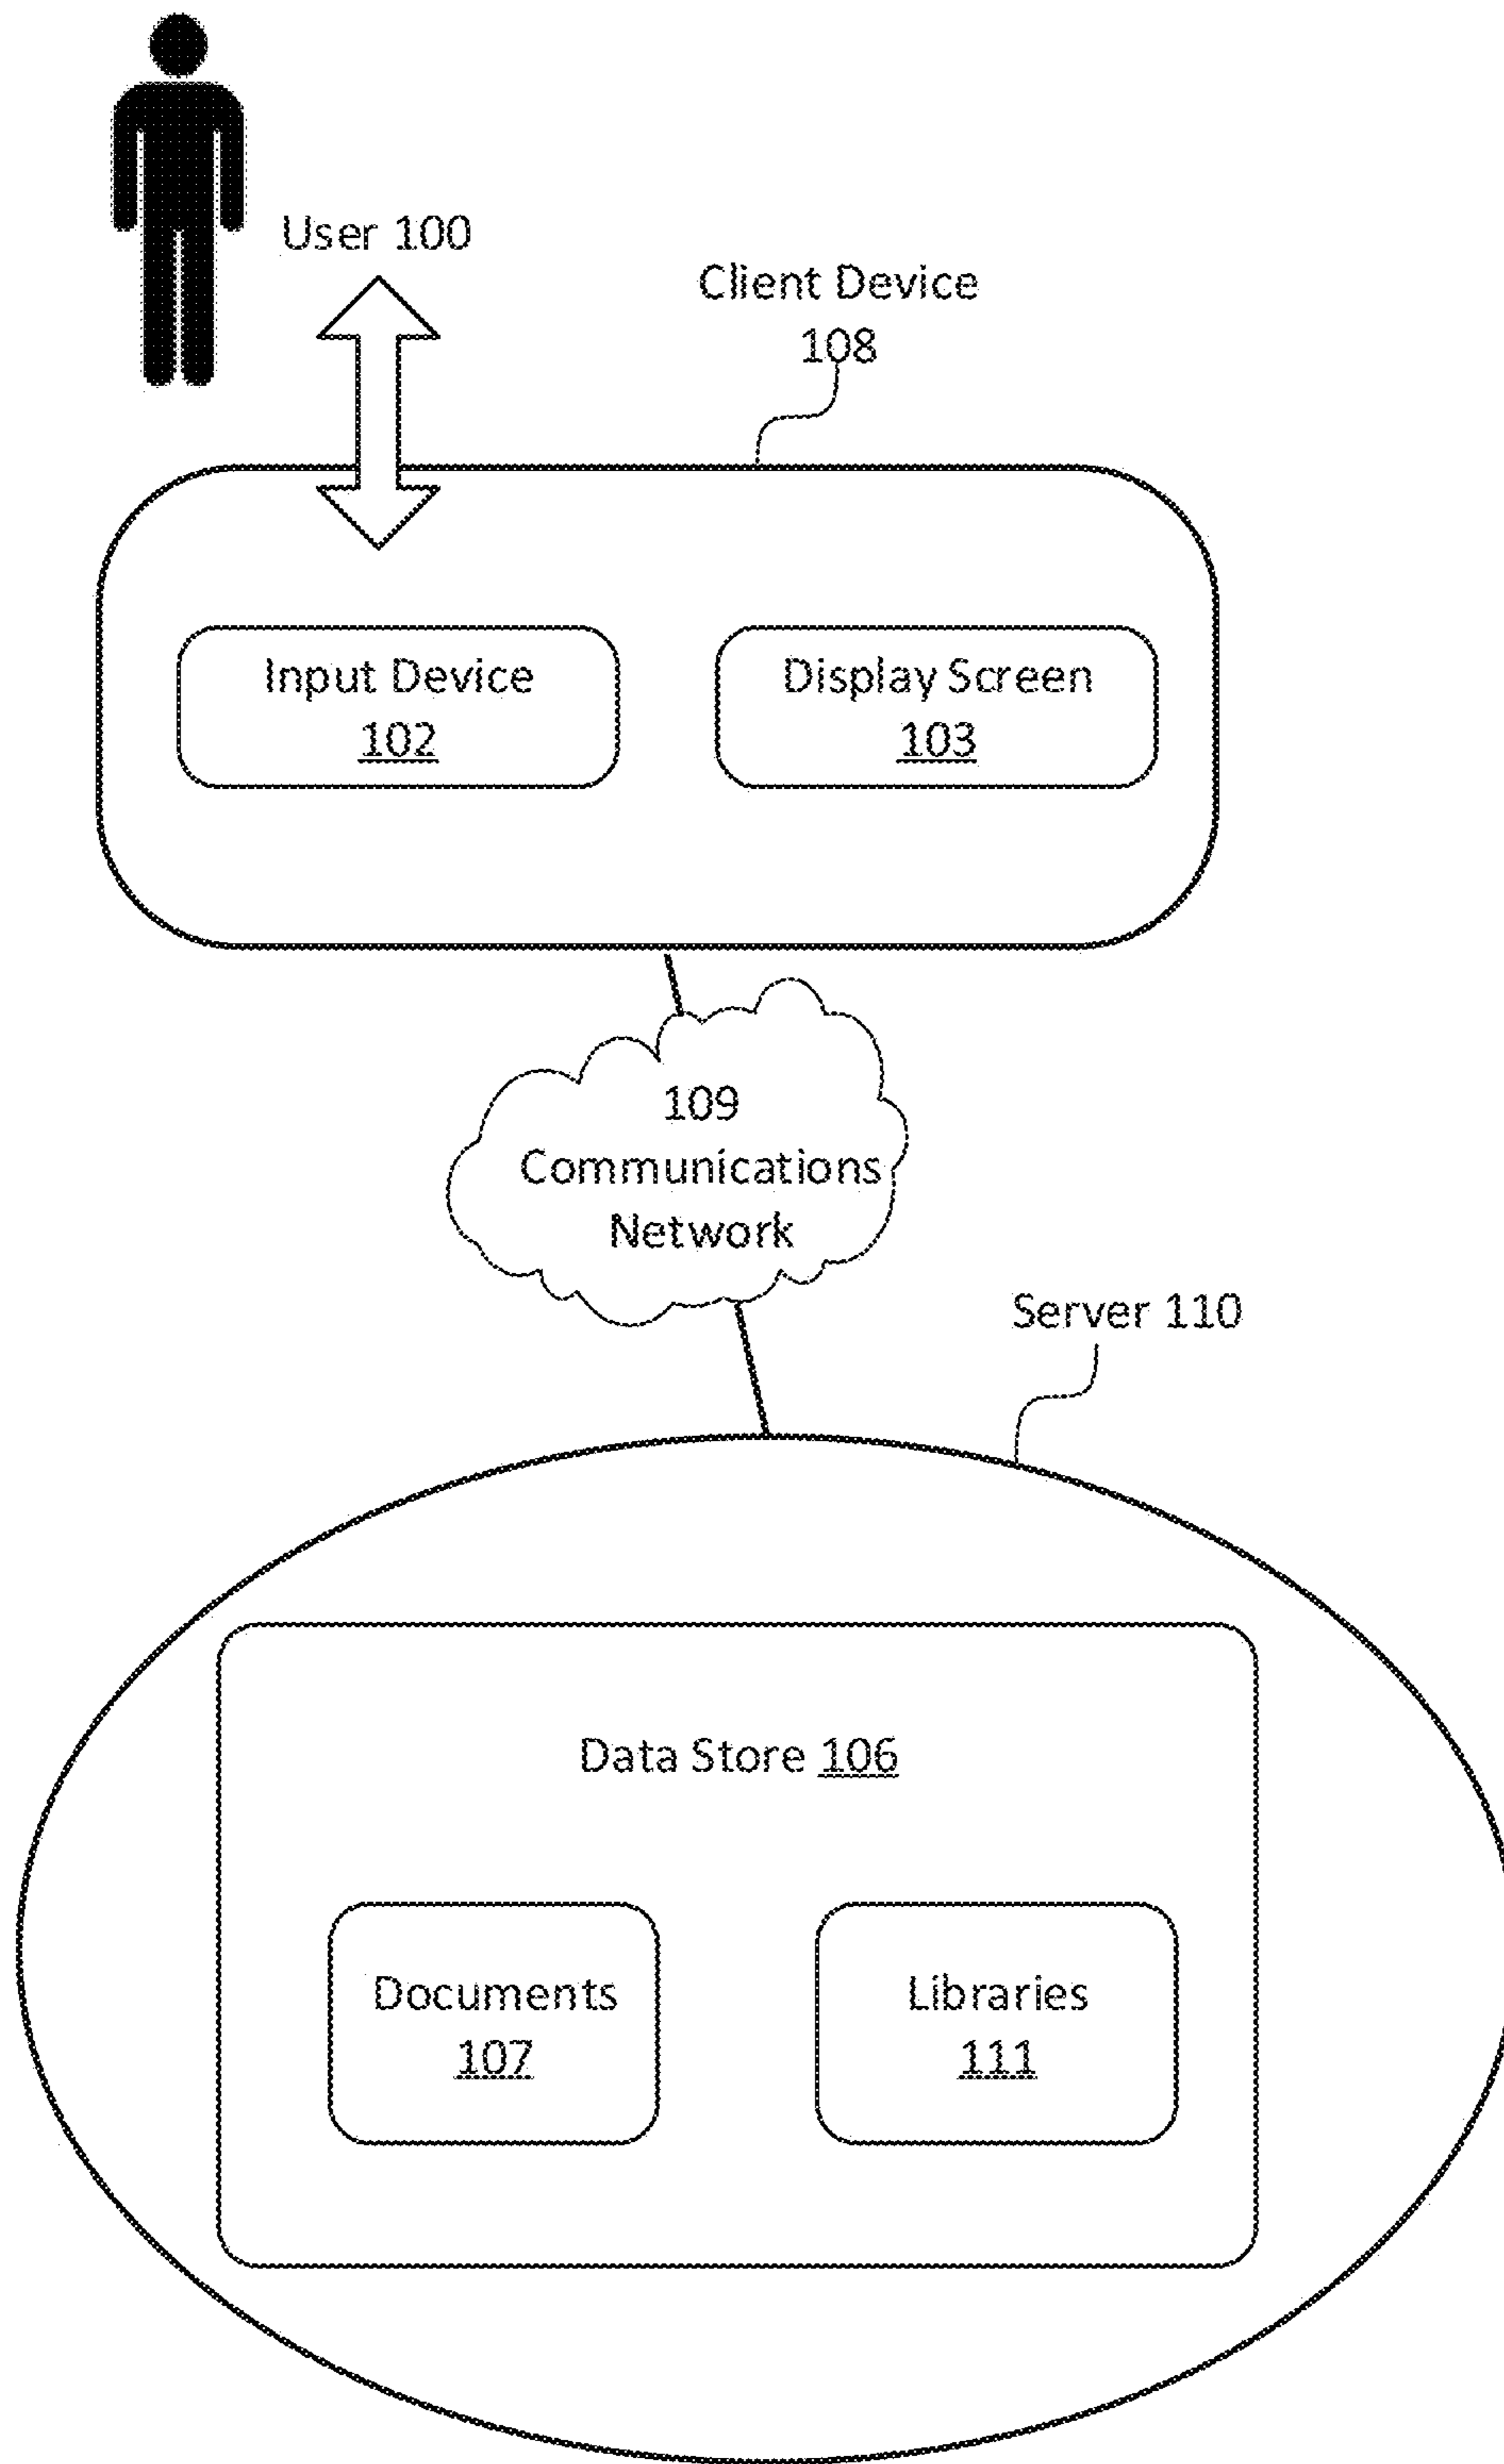 User 100
Client Device
108
Input Device
102
Display Screen
103
109
Communications
Network
Server 110
Data Store 106
Documents
107
Libraries
111